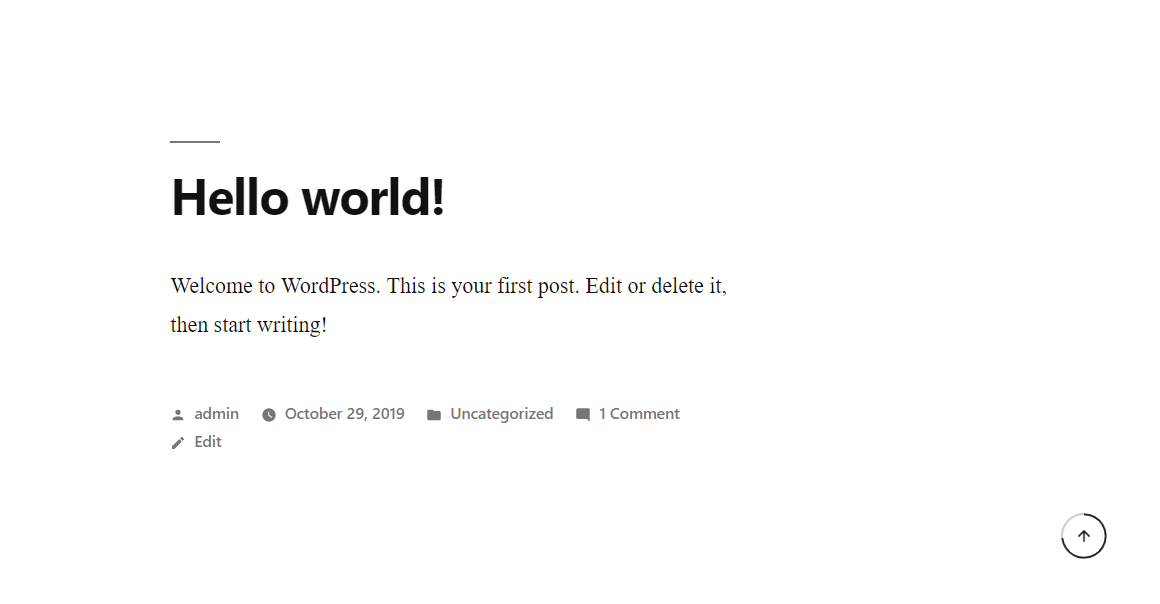 Hello world!
Welcome to WordPress. This is your first post. Edit or delete it,
then start writing!
admin October 29, 2019 Uncategorized 1 Comment
Edit